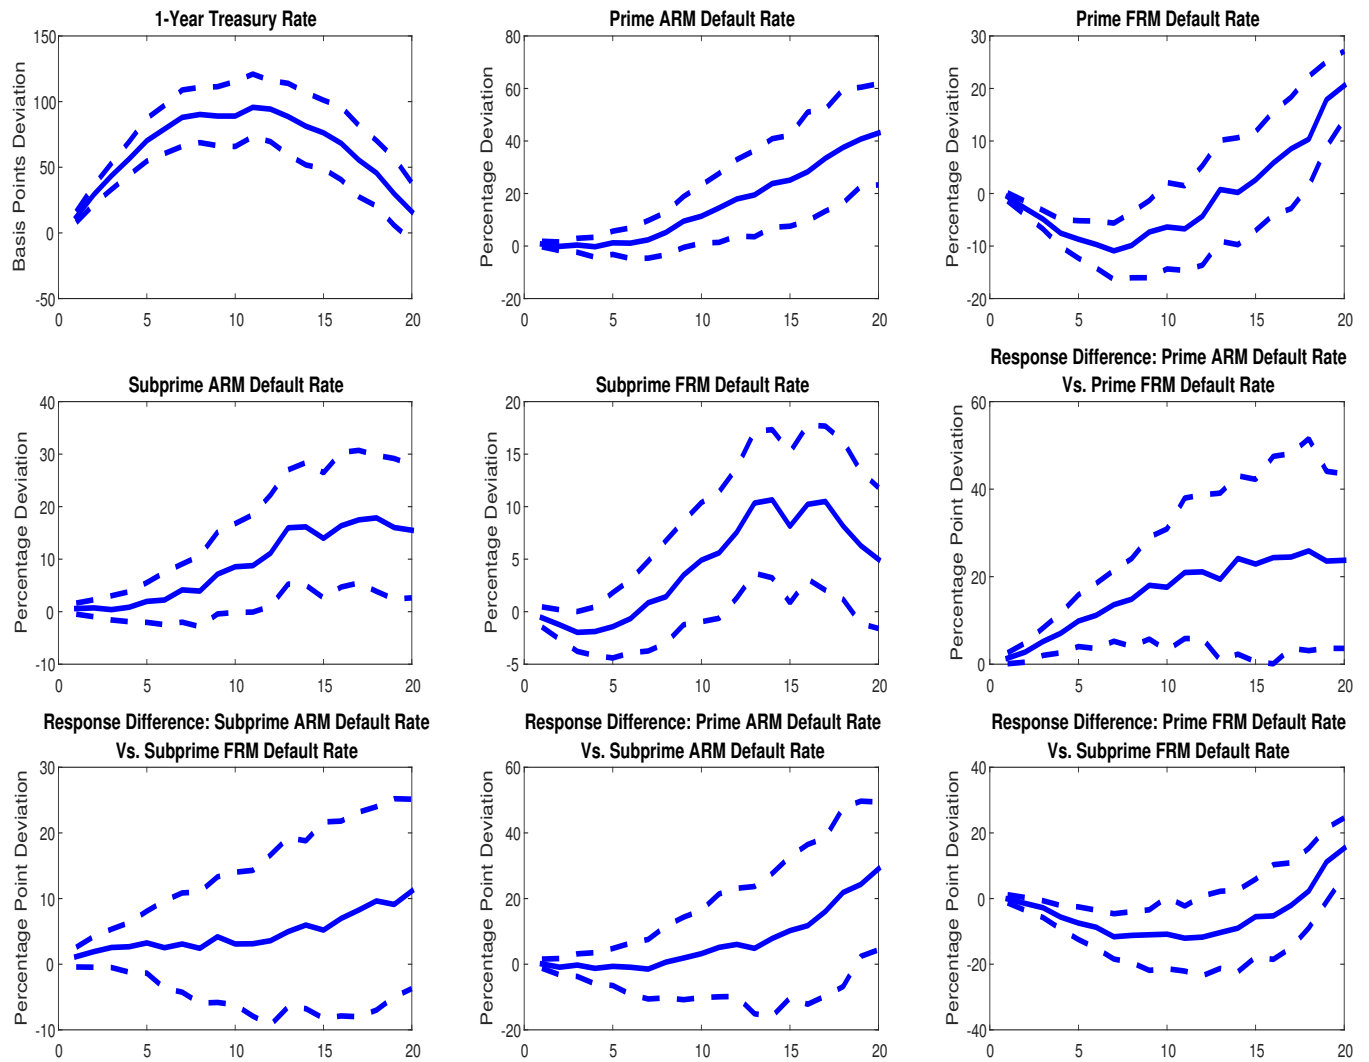 1-Year Treasury Rate
Basis Points Deviation
150
100
50
0
-50
0 5 10 15 20
Prime ARM Default Rate
Percentage Deviation
80
60
40
20
0
-20
0 5 10 15 20
Prime FRM Default Rate
Percentage Deviation
30
20
10
0
-10
-20
0 5 10 15 20
Subprime ARM Default Rate
Percentage Deviation
40
30
20
10
0
-10
0 5 10 15 20
Subprime FRM Default Rate
Percentage Deviation
20
15
10
5
0
-5
0 5 10 15 20
Response Difference: Prime ARM Default Rate
Vs. Prime FRM Default Rate
Percentage Point Deviation
60
40
20
0
0 5 10 15 20
Response Difference: Subprime ARM Default Rate
Vs. Subprime FRM Default Rate
Percentage Point Deviation
30
20
10
0
-10
0 5 10 15 20
Response Difference: Prime ARM Default Rate
Vs. Subprime ARM Default Rate
Percentage Point Deviation
60
40
20
0
-20
0 5 10 15 20
Response Difference: Prime FRM Default Rate
Vs. Subprime FRM Default Rate
Percentage Point Deviation
40
20
0
-20
-40
0 5 10 15 20